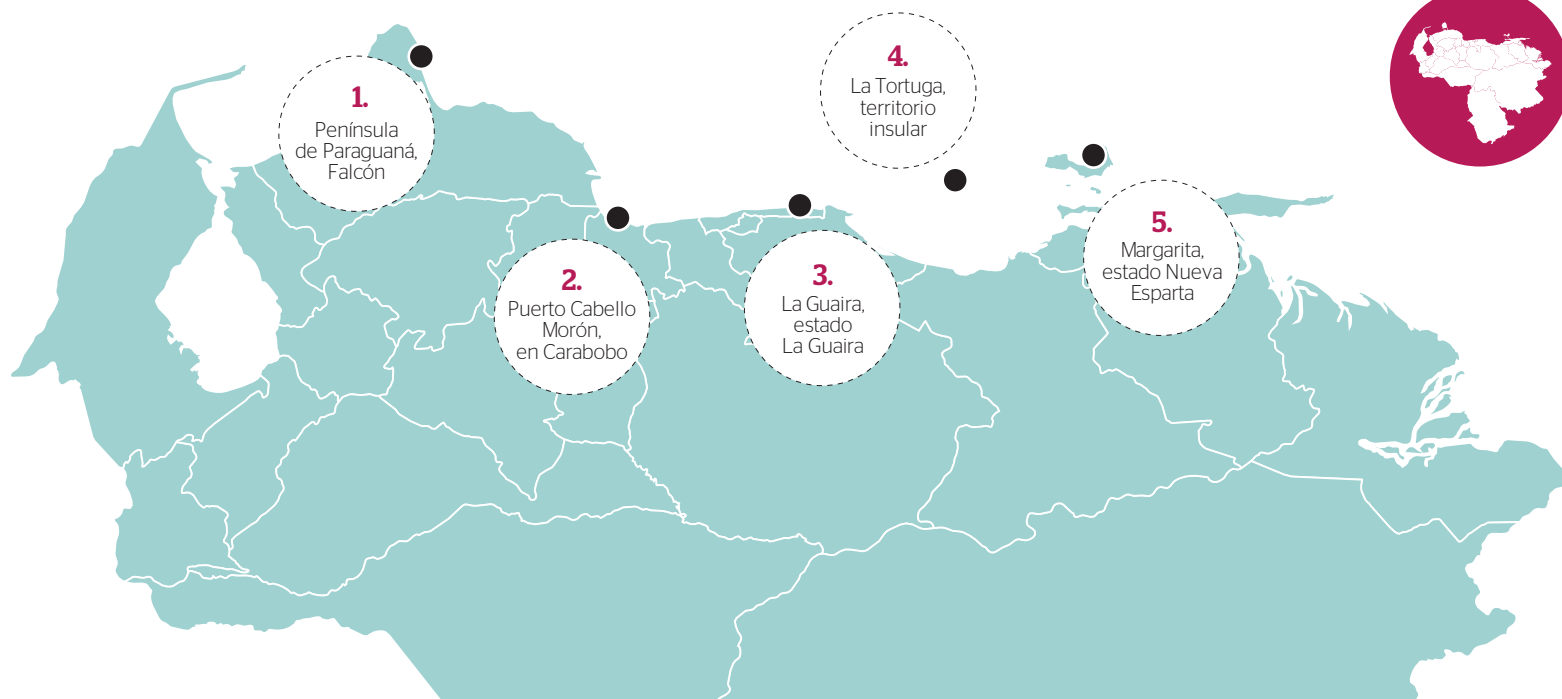 1.
Península
de Paraguaná,
Falcón
2.
Puerto Cabello
Morón,
en Carabobo
3.
La Guaira,
estado
La Guaira
4.
La Tortuga,
territorio
insular
5.
Margarita,
estado Nueva
Esparta